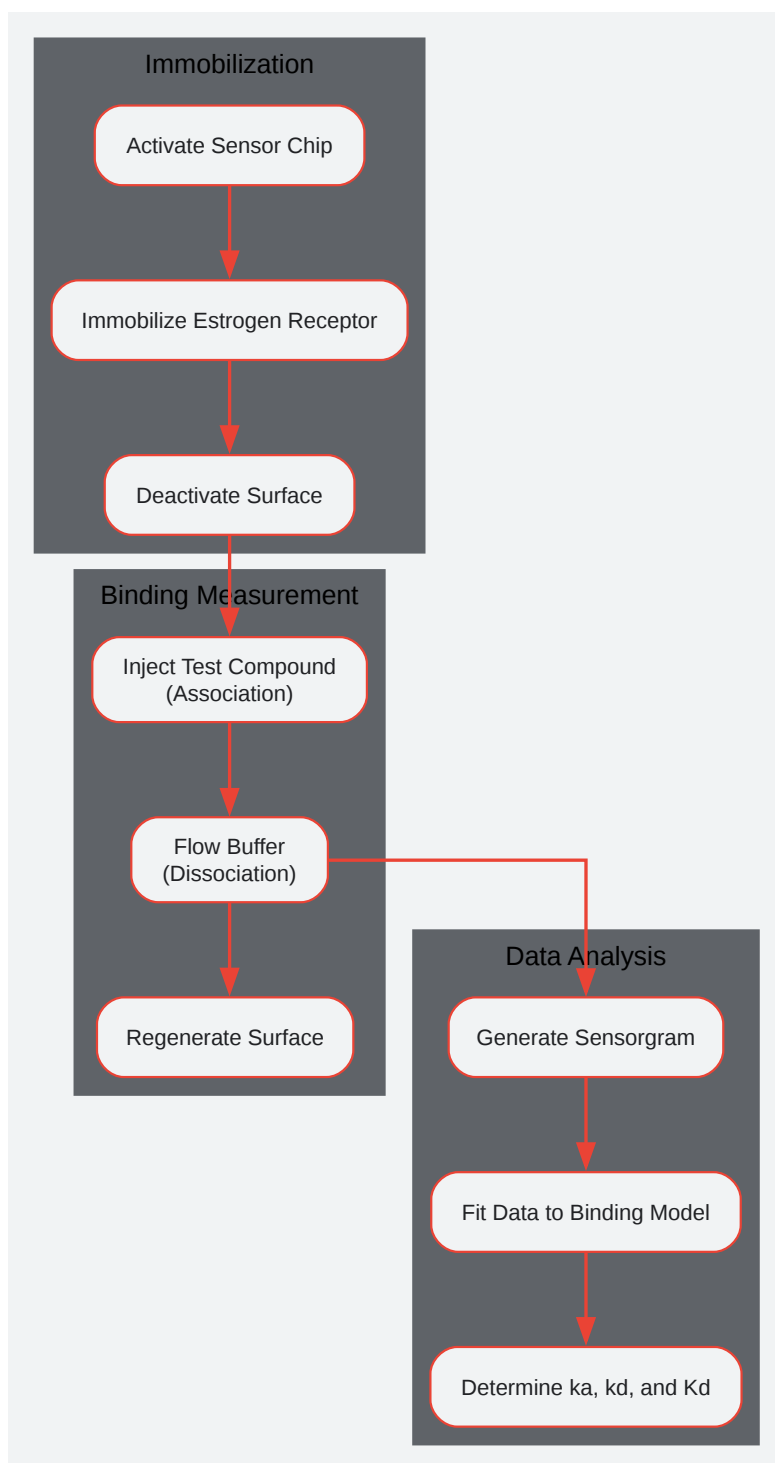 Immobilization
Activate Sensor Chip
Immobilize Estrogen Receptor
Deactivate Surface
Binding Measurement
Inject Test Compound
(Association)
Flow Buffer
(Dissociation)
Regenerate Surface
Data Analysis
Generate Sensorgram
Fit Data to Binding Model
Determine ka, kd, and Kd